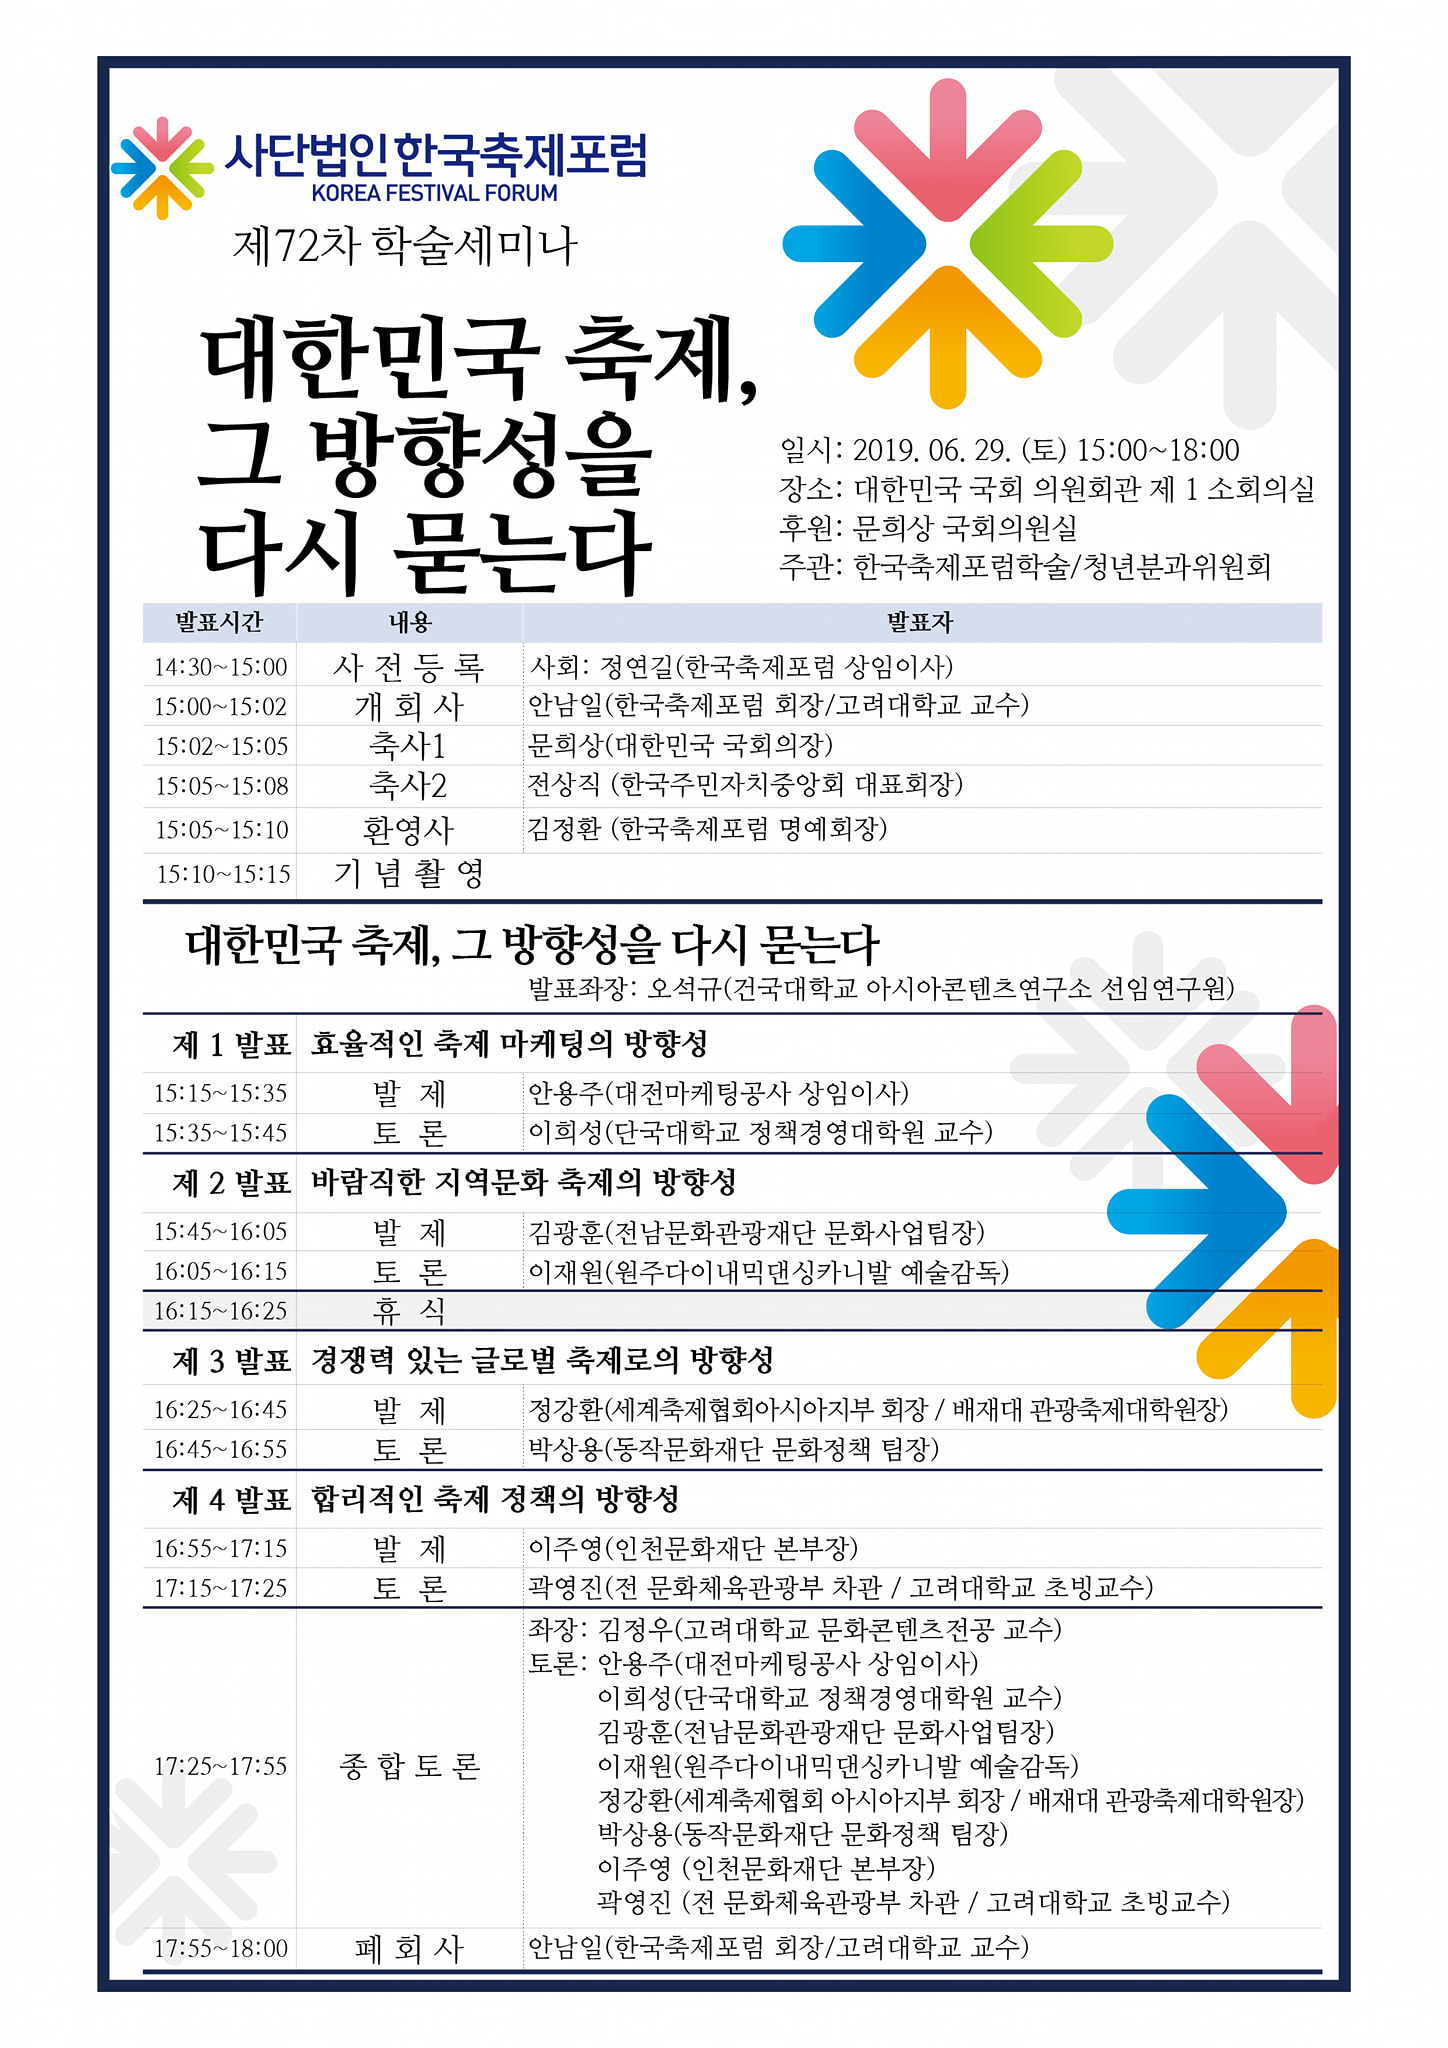 사단법인 한국축제포럼
KOREA FESTIVAL FORUM
제72차 학술세미나
대한민국 축제,
그 방향성을
다시 묻는다
일시: 2019. 06. 29. (토) 15:00~18:00
장소: 대한민국 국회 의원회관 제 1 소회의실
후원: 문희상 국회의원실
주관: 한국축제포럼학술/청년분과위원회
발표시간 내용 발표자
14:30~15:00 사 전 등 록 사회: 정연길(한국축제포럼 상임이사)
15:00~15:02 개 회 사 안남일(한국축제포럼 회장/고려대학교 교수)
15:02~15:05 축사1 문희상(대한민국 국회의장)
15:05~15:08 축사2 전상직 (한국주민자치중앙회 대표회장)
15:05~15:10 환영사 김정환 (한국축제포럼 명예회장)
15:10~15:15 기 념 촬 영
대한민국 축제, 그 방향성을 다시 묻는다
발표좌장: 오석규(건국대학교 아시아콘텐츠연구소 선임연구원)
제 1 발표 효율적인 축제 마케팅의 방향성
15:15~15:35 발 제 안용주(대전마케팅공사 상임이사)
15:35~15:45 토 론 이희성(단국대학교 정책경영대학원 교수)
제 2 발표 바람직한 지역문화 축제의 방향성
15:45~16:05 발 제 김광훈(전남문화관광재단 문화사업팀장)
16:05~16:15 토 론 이재원(원주다이내믹댄싱카니발 예술감독)
16:15~16:25 휴 식
제 3 발표 경쟁력 있는 글로벌 축제로의 방향성
16:25~16:45 발 제 정강환(세계축제협회아시아지부 회장 / 배재대 관광축제대학원장)
16:45~16:55 토 론 박상용(동작문화재단 문화정책 팀장)
제 4 발표 합리적인 축제 정책의 방향성
16:55~17:15 발 제 이주영(인천문화재단 본부장)
17:15~17:25 토 론 곽영진(전 문화체육관광부 차관 / 고려대학교 초빙교수)
좌장: 김정우(고려대학교 문화콘텐츠전공 교수)
토론: 안용주(대전마케팅공사 상임이사)
이희성(단국대학교 정책경영대학원 교수)
김광훈(전남문화관광재단 문화사업팀장)
17:25~17:55 종 합 토 론 이재원(원주다이내믹댄싱카니발 예술감독)
정강환(세계축제협회 아시아지부 회장 / 배재대 관광축제대학원장)
박상용(동작문화재단 문화정책 팀장)
이주영 (인천문화재단 본부장)
곽영진 (전 문화체육관광부 차관 / 고려대학교 초빙교수)
17:55~18:00 폐 회 사 안남일(한국축제포럼 회장/고려대학교 교수)